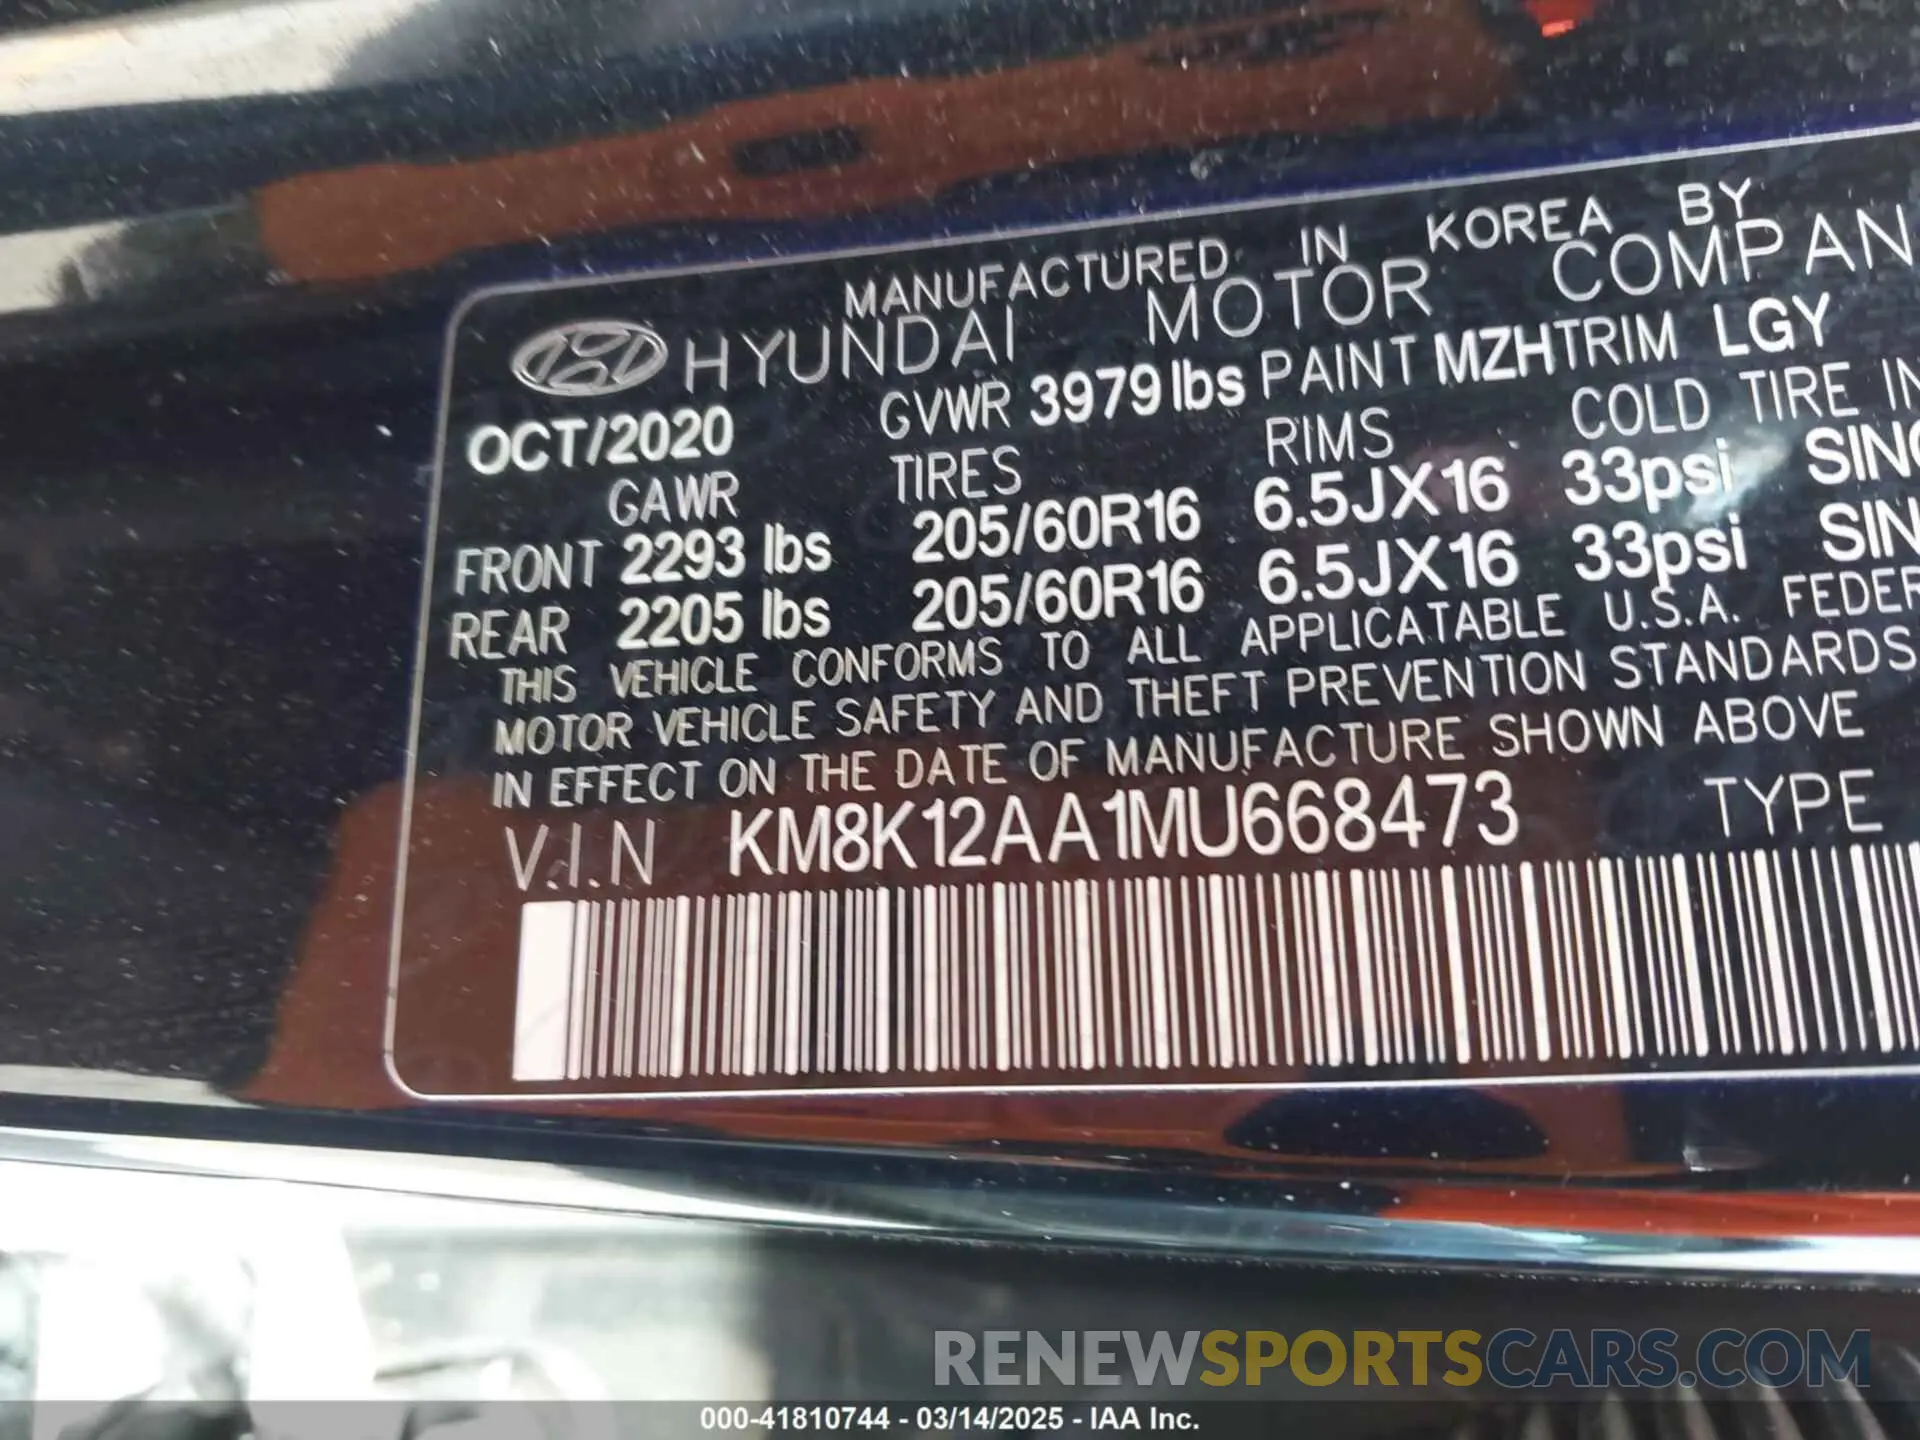 MANUFACTURED IN KOREA BY
HYUNDAI MOTOR COMPAN
OCT/2020 GVWR 3979 lbs PAINT MZH TRIM LGY
GAWR TIRES RIMS COLD TIRE IN
FRONT 2293 lbs 205/60R16 6.5JX16 33psi SING
REAR 2205 lbs 205/60R16 6.5JX16 33psi SIN
THIS VEHICLE CONFORMS TO ALL APPLICATABLE U.S.A. FEDER
MOTOR VEHICLE SAFETY AND THEFT PREVENTION STANDARDS
IN EFFECT ON THE DATE OF MANUFACTURE SHOWN ABOVE
V.I.N KM8K12AA1MU668473 TYPE
RENEWSPORTSCARS.COM
000-41810744 - 03/14/2025 - IAA Inc.